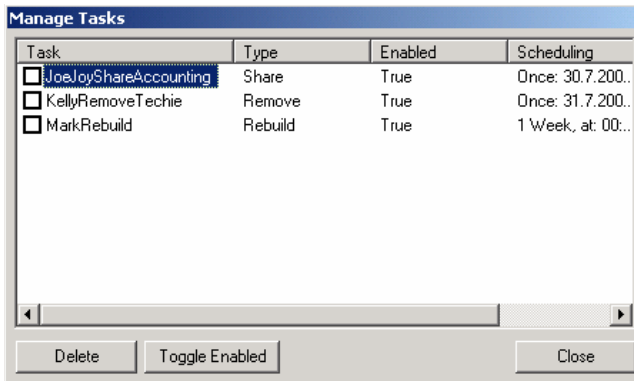 Manage Tasks
Task Type Enabled Scheduling
JoeJoyShareAccounting Share True Once: 30.7.200..
KellyRemoveTechie Remove True Once: 31.7.200..
MarkRebuild Rebuild True 1 Week, at: 00:..
Delete Toggle Enabled Close